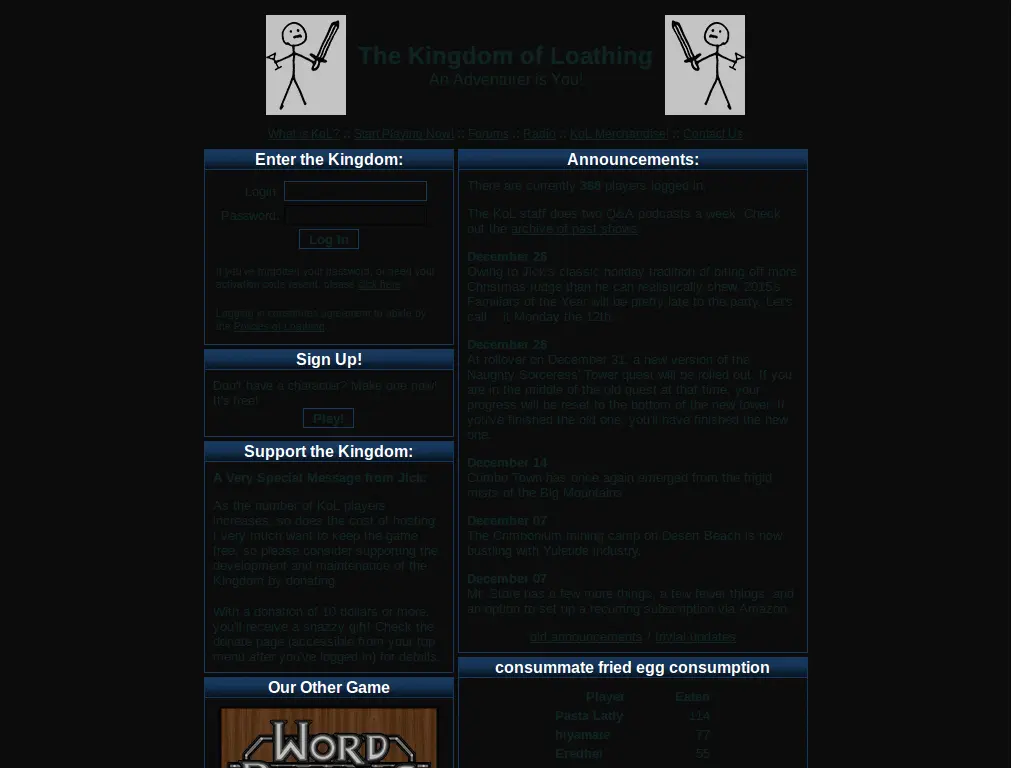 The Kingdom of Loathing
An Adventurer is You!
What is KoL? :: Start Playing Now! :: Forums :: Radio :: KoL Merchandise! :: Contact Us
Enter the Kingdom:
Login:
Password:
Log In
If you've forgotten your password, or need your
activation code resent, please click here.
Logging in constitutes agreement to abide by
the Policies of Loathing.
Sign Up!
Don't have a character? Make one now!
It's free!
Play!
Support the Kingdom:
A Very Special Message from Jick:
As the number of KoL players
increases, so does the cost of hosting.
I very much want to keep the game
free, so please consider supporting the
development and maintenance of the
Kingdom by donating.
With a donation of 10 dollars or more,
you'll receive a snazzy gift! Check the
donate page (accessible from your top
menu after you've logged in) for details.
Our Other Game
WORD
Announcements:
There are currently players logged in.
The KoL staff does two Q&A podcasts a week. Check
out the archive of past shows.
December
Owing to Jick's classic holiday tradition of biting off more
Christmas fudge than he can realistically chew, 2015's
Familiars of the Year will be pretty late to the party. Let's
call... it Monday the 12th.
December
At rollover on December 31, a new version of the
Naughty Sorceress' Tower quest will be rolled out. If you
are in the middle of the old quest at that time, your
progress will be reset to the bottom of the new tower. If
you've finished the old one, you'll have finished the new
one.
December 14
Crimbo Town has once again emerged from the frigid
mists of the Big Mountains.
December 07
The Crimbonium mining camp on Desert Beach is now
bustling with Yuletide industry.
December 07
Mr. Store has a few more things, a few fewer things, and
an option to set up a recurring subscription via Amazon.
old announcements / trivial updates
consummate fried egg consumption
Player Eaten
Pasta Lady 114
hiyamate 77
Eredhel 55